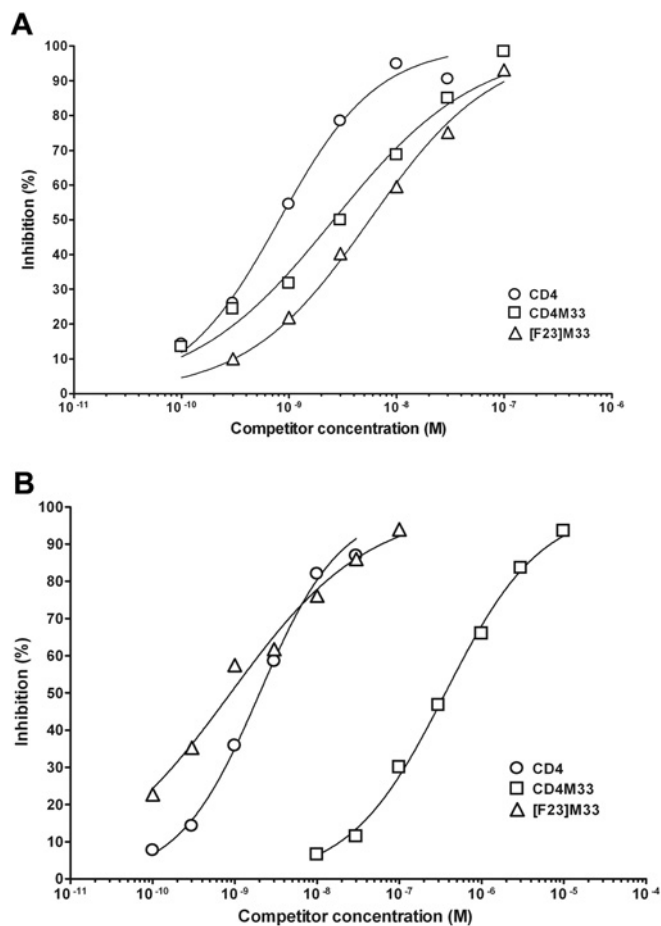 A
100
90
80
70
60
50
40
30
20
10
0
Inhibition (%)
CD4
CD4M33
[F23]M33
10-11 10-10 10-9 10-8 10-7 10-6
Competitor concentration (M)
B
100
90
80
70
60
50
40
30
20
10
0
Inhibition (%)
CD4
CD4M33
[F23]M33
10-11 10-10 10-9 10-8 10-7 10-6 10-5 10-4
Competitor concentration (M)